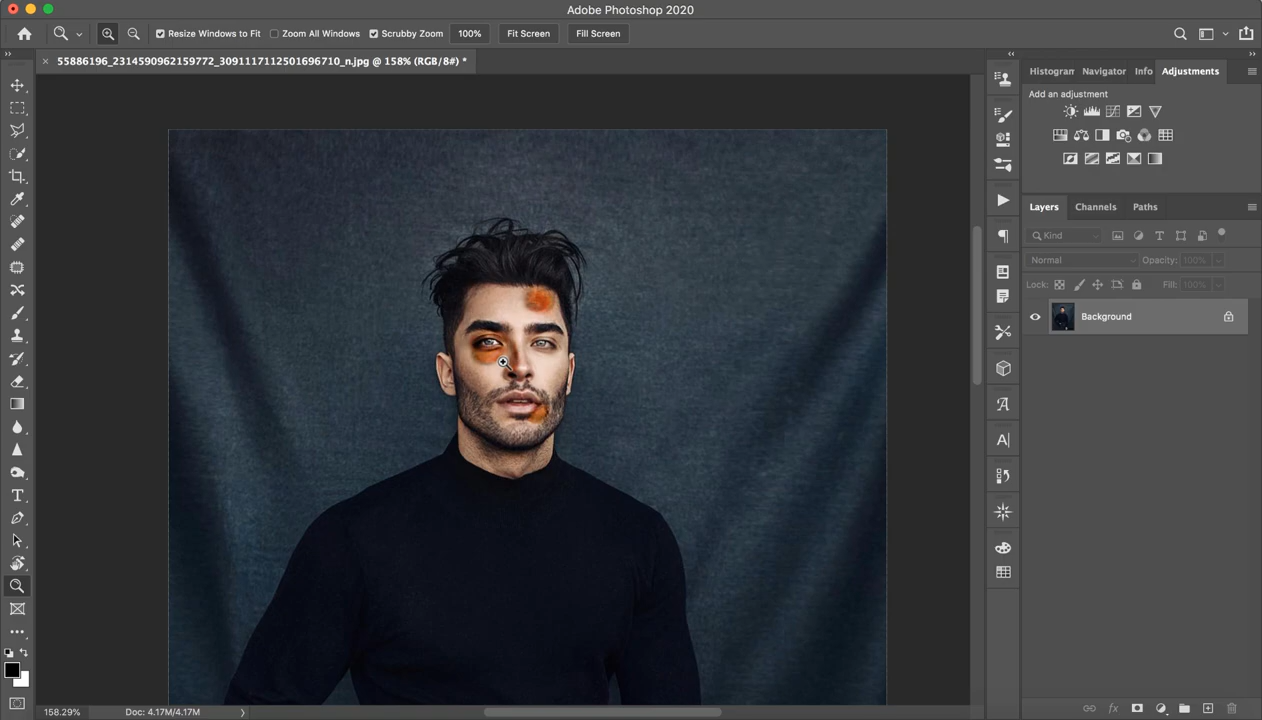 Adobe Photoshop 2020
Resize Windows to Fit Zoom All Windows Scrubby Zoom 100% Fit Screen Fill Screen
55886196_2314590962159772_3091117112501696710_n.jpg @ 158% (RGB/8#) *
Histogram Navigator Info Adjustments
Add an adjustment
Layers Channels Paths
Kind
Normal Opacity: 100%
Lock: Fill: 100%
Background
158.29% Doc: 4.17M/4.17M